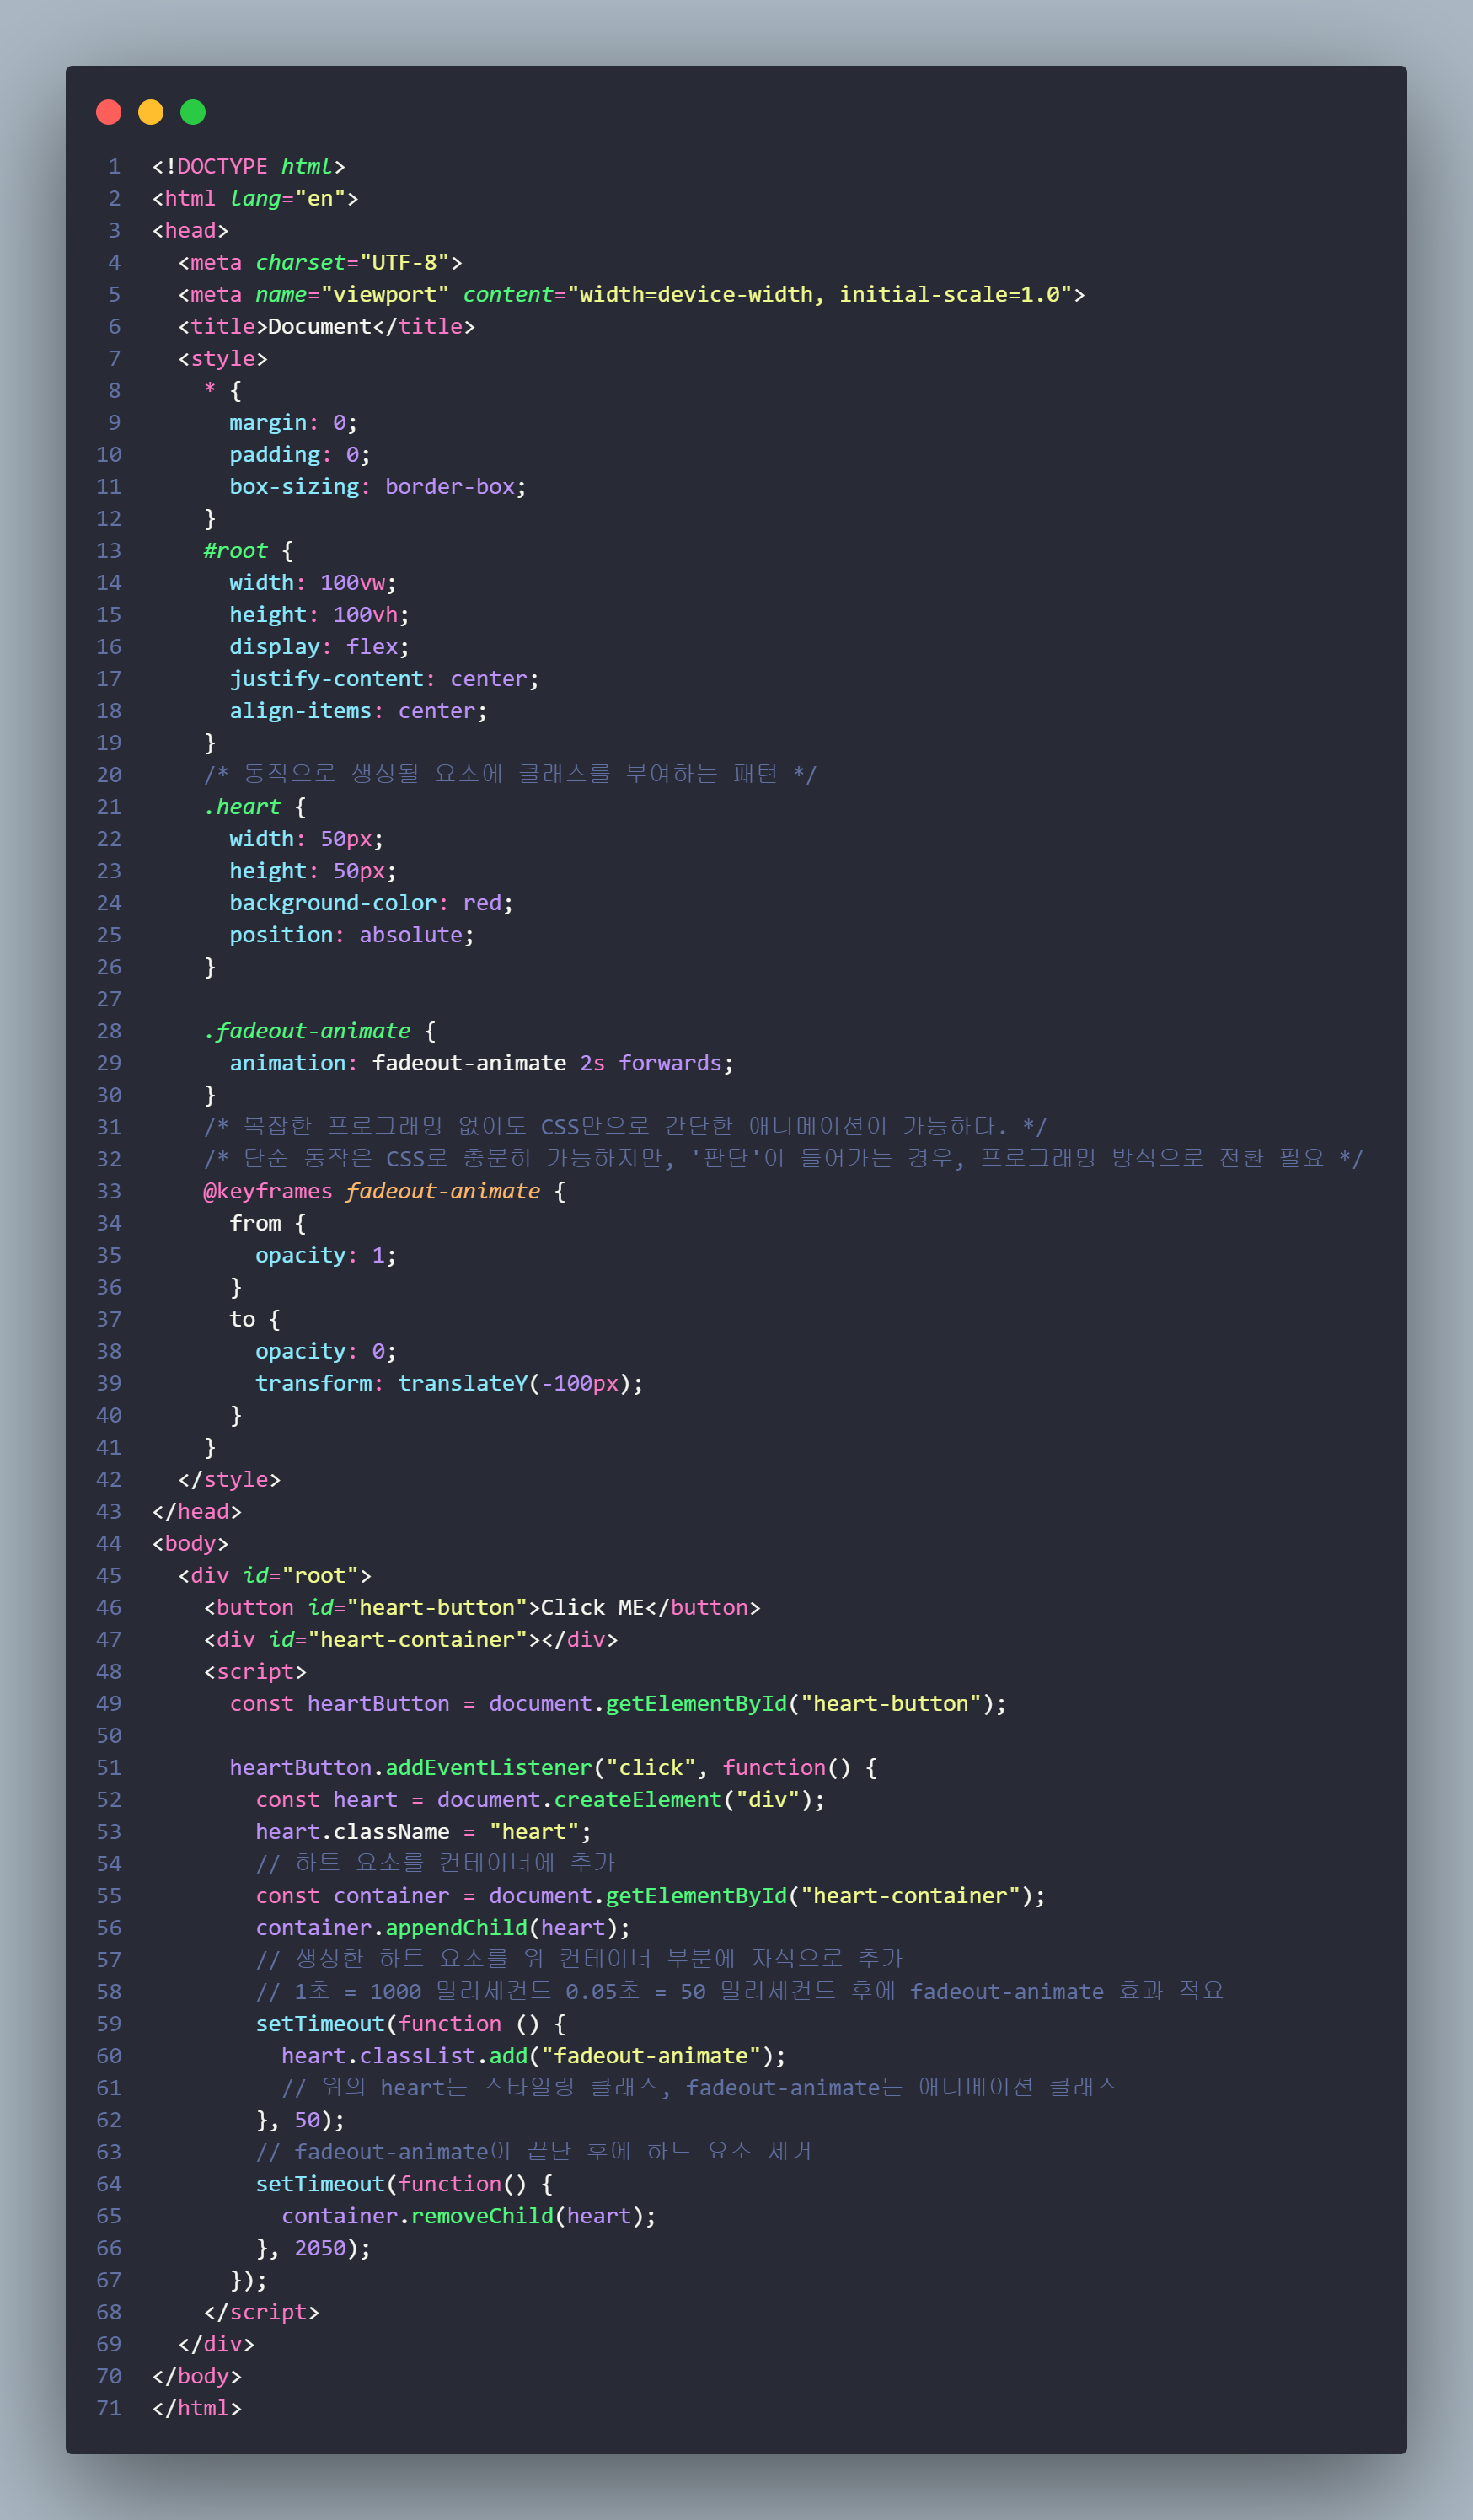 1 <!DOCTYPE html>
2 <html lang="en">
3 <head>
4   <meta charset="UTF-8">
5   <meta name="viewport" content="width=device-width, initial-scale=1.0">
6   <title>Document</title>
7   <style>
8     * {
9       margin: 0;
10       padding: 0;
11       box-sizing: border-box;
12     }
13     #root {
14       width: 100vw;
15       height: 100vh;
16       display: flex;
17       justify-content: center;
18       align-items: center;
19     }
20     /* 동적으로 생성될 요소에 클래스를 부여하는 패턴 */
21     .heart {
22       width: 50px;
23       height: 50px;
24       background-color: red;
25       position: absolute;
26     }
27
28     .fadeout-animate {
29       animation: fadeout-animate 2s forwards;
30     }
31     /* 복잡한 프로그래밍 없이도 CSS만으로 간단한 애니메이션이 가능하다. */
32     /* 단순 동작은 CSS로 충분히 가능하지만, '판단'이 들어가는 경우, 프로그래밍 방식으로 전환 필요 */
33     @keyframes fadeout-animate {
34       from {
35         opacity: 1;
36       }
37       to {
38         opacity: 0;
39         transform: translateY(-100px);
40       }
41     }
42   </style>
43 </head>
44 <body>
45   <div id="root">
46     <button id="heart-button">Click ME</button>
47     <div id="heart-container"></div>
48     <script>
49       const heartButton = document.getElementById("heart-button");
50
51       heartButton.addEventListener("click", function() {
52         const heart = document.createElement("div");
53         heart.className = "heart";
54         // 하트 요소를 컨테이너에 추가
55         const container = document.getElementById("heart-container");
56         container.appendChild(heart);
57         // 생성한 하트 요소를 위 컨테이너 부분에 자식으로 추가
58         // 1초 = 1000 밀리세컨드 0.05초 = 50 밀리세컨드 후에 fadeout-animate 효과 적요
59         setTimeout(function () {
60           heart.classList.add("fadeout-animate");
61           // 위의 heart는 스타일링 클래스, fadeout-animate는 애니메이션 클래스
62         }, 50);
63         // fadeout-animate이 끝난 후에 하트 요소 제거
64         setTimeout(function() {
65           container.removeChild(heart);
66         }, 2050);
67       });
68     </script>
69   </div>
70 </body>
71 </html>